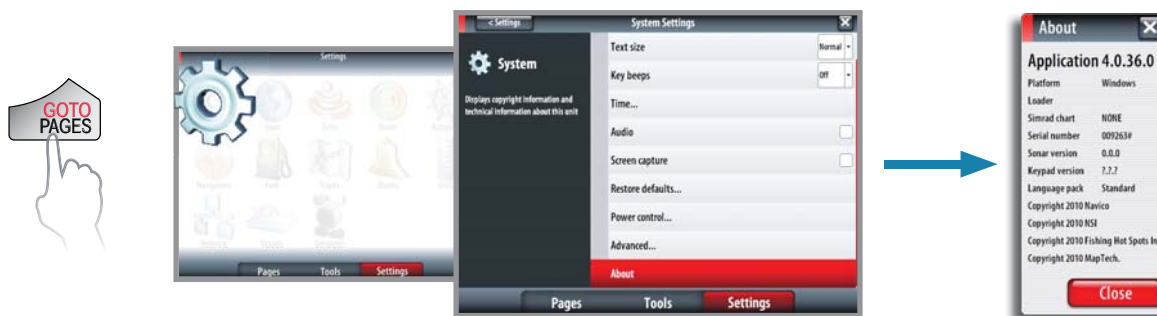 GOTO
PAGES
Settings
Pages
Tools
Settings
< Settings
System Settings
System
Displays copyright information and
technical information about this unit
Text size
Normal
Key beeps
Off
Time...
Audio
Screen capture
Restore defaults...
Power control...
Advanced...
About
Pages
Tools
Settings
About
Application 4.0.36.0
Platform Windows
Loader
Simrad chart NONE
Serial number 009263#
Sonar version 0.0.0
Keypad version ?.?.?
Language pack Standard
Copyright 2010 Navico
Copyright 2010 NSI
Copyright 2010 Fishing Hot Spots In
Copyright 2010 MapTech.
Close